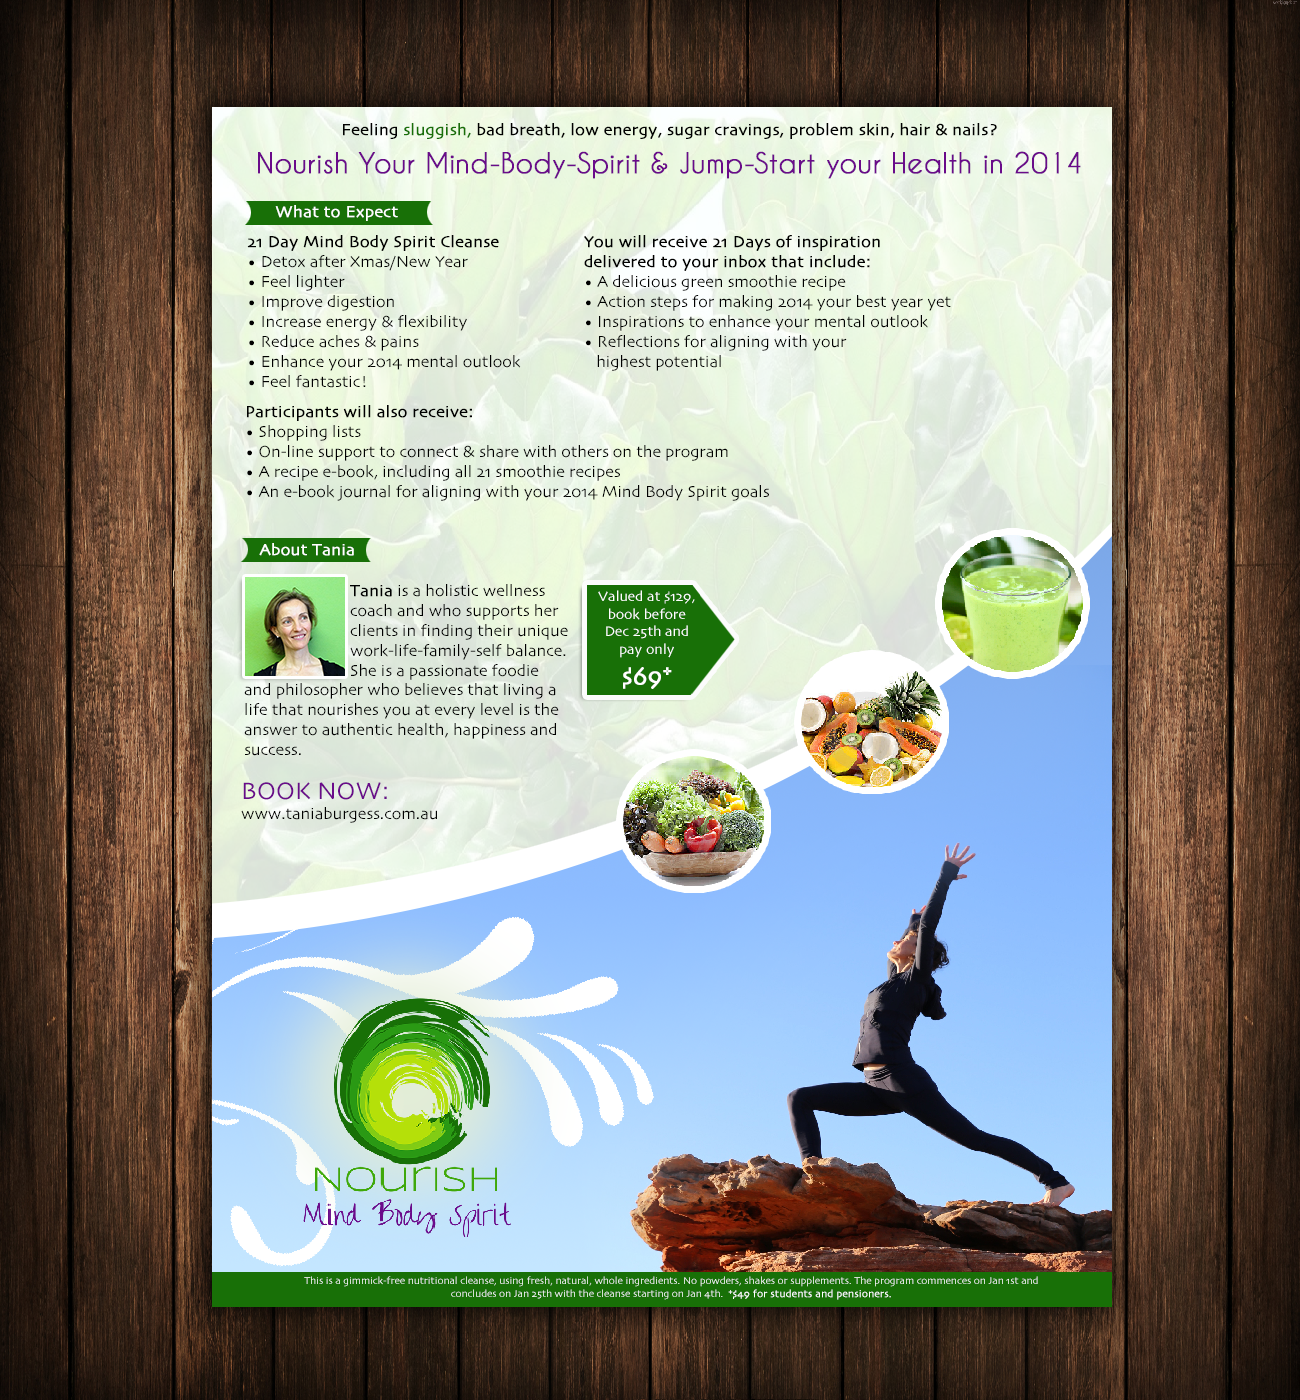 Feeling sluggish, bad breath, low energy, sugar cravings, problem skin, hair & nails?
Nourish Your Mind-Body-Spirit & Jump-Start your Health in 2014
What to Expect
21 Day Mind Body Spirit Cleanse
• Detox after Xmas/New Year
• Feel lighter
• Improve digestion
• Increase energy & flexibility
• Reduce aches & pains
• Enhance your 2014 mental outlook
• Feel fantastic!
You will receive 21 Days of inspiration
delivered to your inbox that include:
• A delicious green smoothie recipe
• Action steps for making 2014 your best year yet
• Inspirations to enhance your mental outlook
• Reflections for aligning with your
highest potential
Participants will also receive:
• Shopping lists
• On-line support to connect & share with others on the program
• A recipe e-book, including all 21 smoothie recipes
• An e-book journal for aligning with your 2014 Mind Body Spirit goals
About Tania
Tania is a holistic wellness
coach and who supports her
clients in finding their unique
work-life-family-self balance.
She is a passionate foodie
and philosopher who believes that living a
life that nourishes you at every level is the
answer to authentic health, happiness and
success.
Valued at $129,
book before
Dec 25th and
pay only
$69+
BOOK NOW:
www.taniaburgess.com.au
NOURISH
Mind Body Spirit
This is a gimmick-free nutritional cleanse, using fresh, natural, whole ingredients. No powders, shakes or supplements. The program commences on Jan 1st and
concludes on Jan 25th with the cleanse starting on Jan 4th. +$49 for students and pensioners.